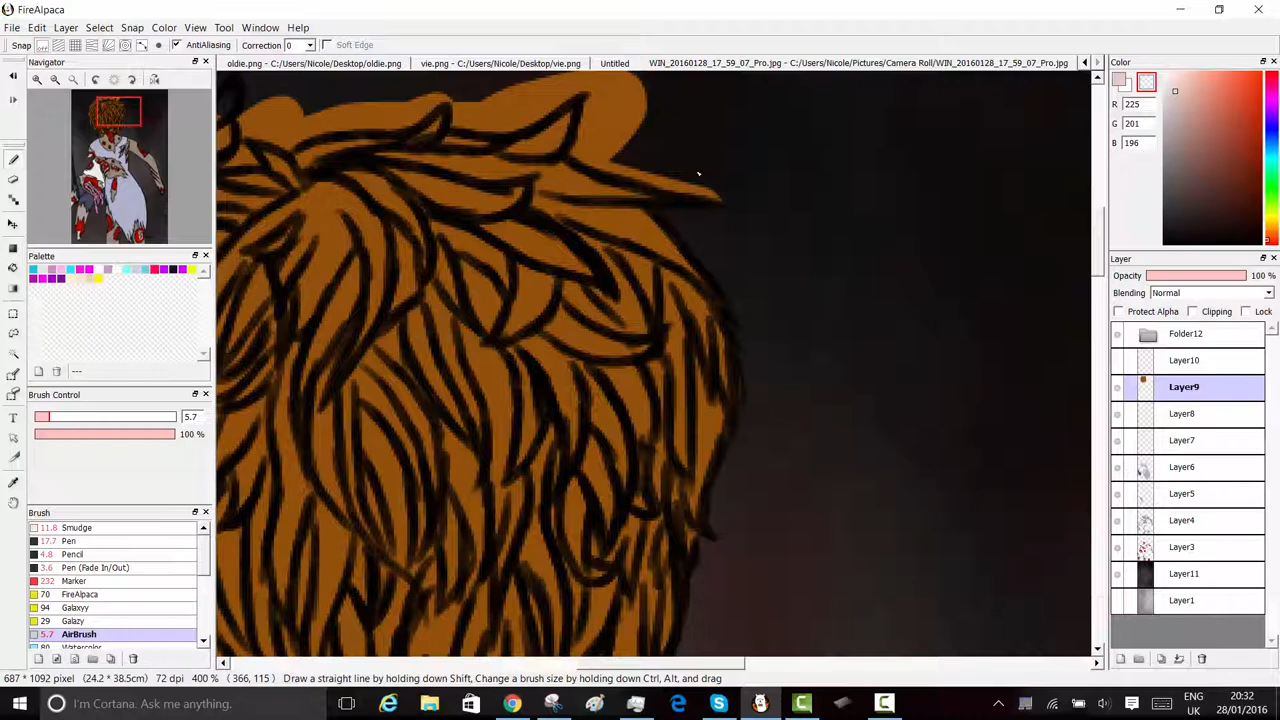 FireAlpaca
File Edit Layer Select Snap Color View Tool Window Help
Snap AntiAliasing Correction 0 Soft Edge
Navigator
oldie.png - C:/Users/Nicole/Desktop/oldie.png vie.png - C:/Users/Nicole/Desktop/vie.png Untitled WIN_20160128_17_59_07_Pro.jpg - C:/Users/Nicole/Pictures/Camera Roll/WIN_20160128_17_59_07_Pro.jpg
Color
R 225
G 201
B 196
Palette
---
Brush Control
5.7
100 %
Brush
11.8 Smudge
17.7 Pen
4.8 Pencil
3.6 Pen (Fade In/Out)
232 Marker
70 FireAlpaca
94 Galaxyy
29 Galazy
5.7 AirBrush
80 Watercolor
Layer
Opacity 100 %
Blending Normal
Protect Alpha Clipping Lock
Folder12
Layer10
Layer9
Layer8
Layer7
Layer6
Layer5
Layer4
Layer3
Layer11
Layer1
687 * 1092 pixel (24.2 * 38.5cm) 72 dpi 400 % (366, 115) Draw a straight line by holding down Shift, Change a brush size by holding down Ctrl, Alt, and drag
I'm Cortana. Ask me anything.
ENG
UK
20:32
28/01/2016